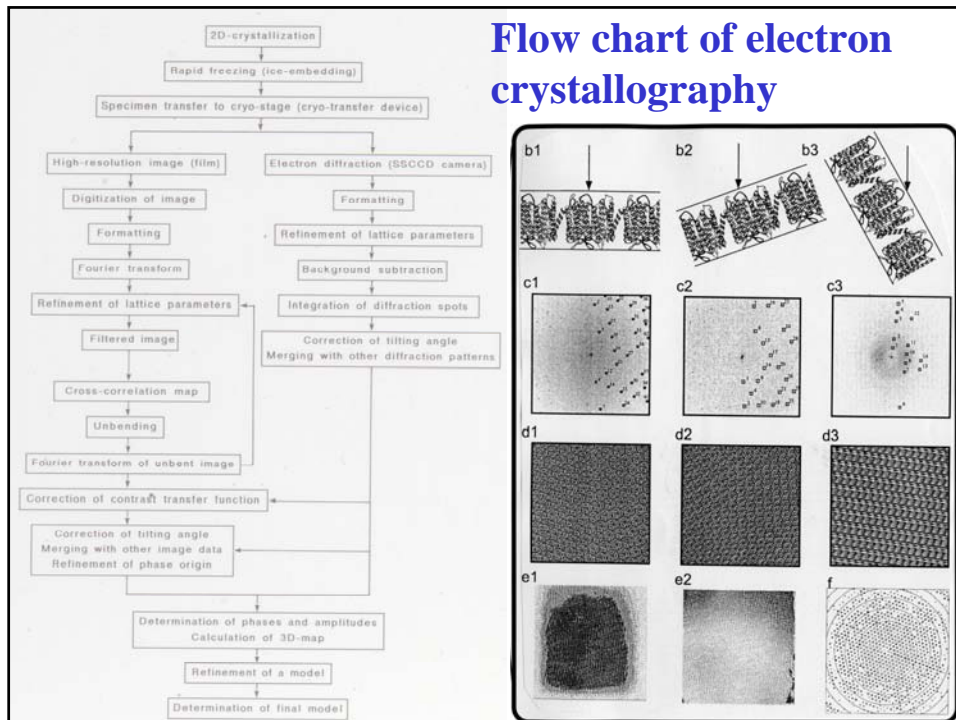 Flow chart of electron
crystallography
2D-crystallization
Rapid freezing (ice-embedding)
Specimen transfer to cryo-stage (cryo-transfer device)
High-resolution image (film)
Digitization of image
Formatting
Fourier transform
Refinement of lattice parameters
Filtered image
Cross-correlation map
Unbending
Fourier transform of unbent image
Correction of contrast transfer function
Correction of tilting angle
Merging with other image data
Refinement of phase origin
Electron diffraction (SSCCD camera)
Formatting
Refinement of lattice parameters
Background subtraction
Integration of diffraction spots
Correction of tilting angle
Merging with other diffraction patterns
Determination of phases and amplitudes
Calculation of 3D-map
Refinement of a model
Determination of final model
b1
b2
b3
c1
c2
c3
d1
d2
d3
e1
e2
f